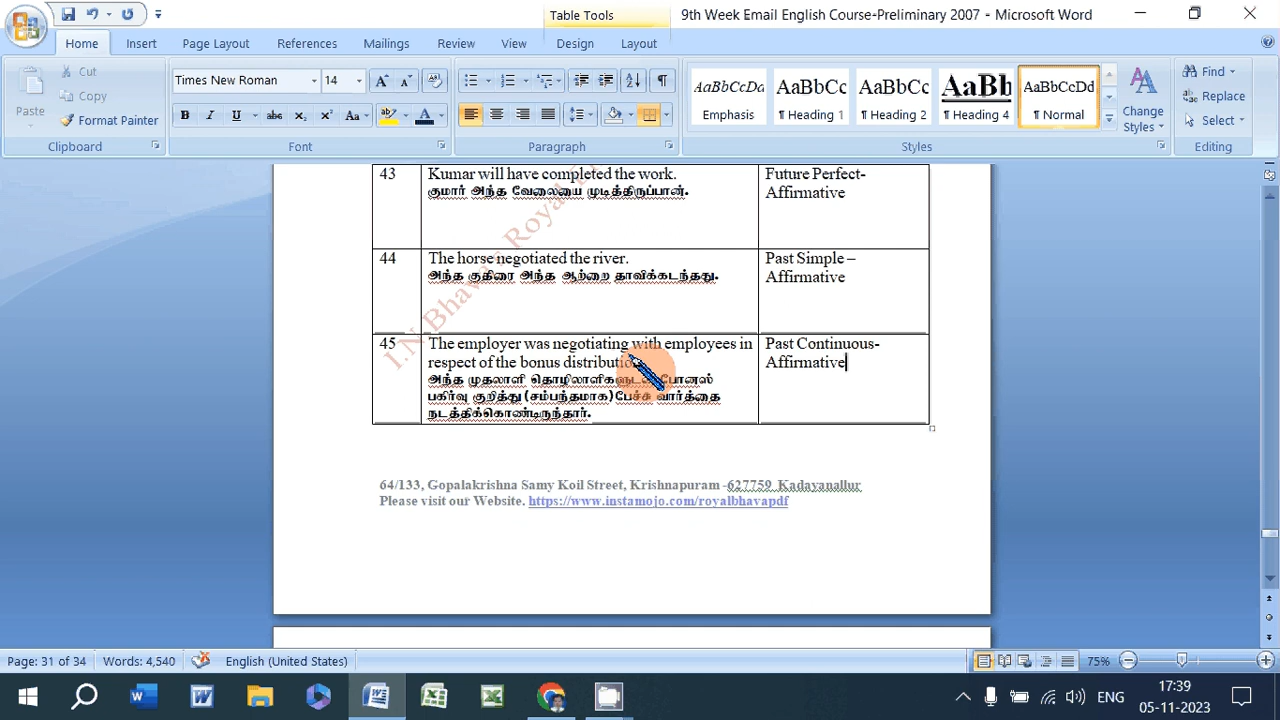 Table Tools
9th Week Email English Course-Preliminary 2007 - Microsoft Word
Home Insert Page Layout References Mailings Review View Design Layout
Paste
Cut
Copy
Format Painter
Clipboard
Times New Roman 14
Font
Paragraph
AaBbCcDd AaBbCc AaBbCc AaBb AaBbCcDd
Emphasis ¶ Heading 1 ¶ Heading 2 ¶ Heading 4 ¶ Normal
Change Styles
Styles
Find
Replace
Select
Editing
43 Kumar will have completed the work. Future Perfect-
குமார் அந்த வேலையை முடித்திருப்பான். Affirmative
44 The horse negotiated the river. Past Simple –
அந்த குதிரை அந்த ஆற்றை தாவிக்கடந்தது. Affirmative
45 The employer was negotiating with employees in Past Continuous-
respect of the bonus Affirmative
அந்த முதலாளி போனஸ்
பகிர்வு குறித்து(சம்பந்தமாக)பேச்சு வார்த்தை
நடத்திக்கொண்டிருந்தார்.
I.N Bhavan Royal
64/133, Gopalakrishna Samy Koil Street, Krishnapuram -627759 Kadayanallur
Please visit our Website. https://www.instamojo.com/royalbhavapdf
Page: 31 of 34 Words: 4,540 English (United States) 75%
ENG
17:39
05-11-2023